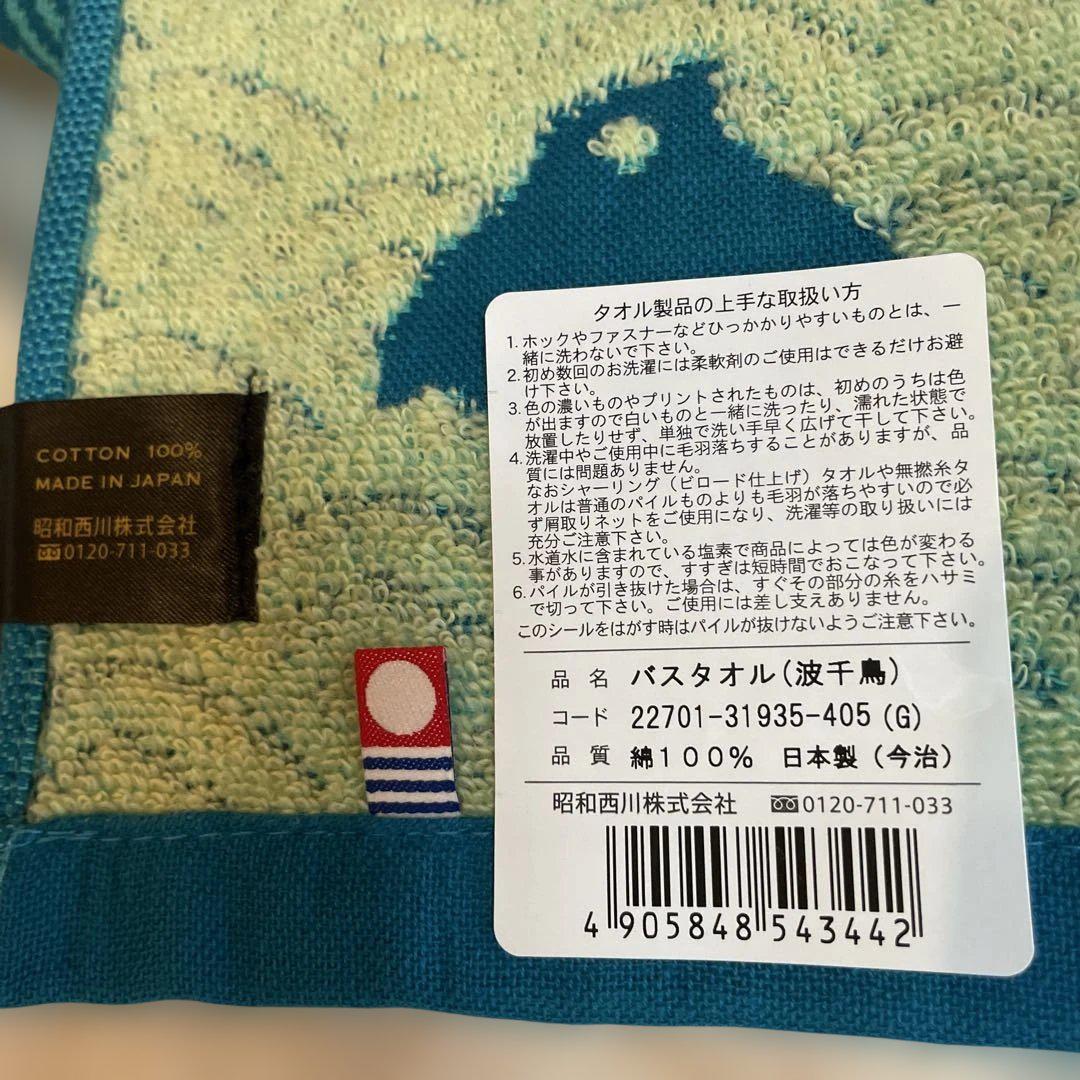 COTTON 100%
MADE IN JAPAN
昭和西川株式会社
0120-711-033
タオル製品の上手な取扱い方
1. ホックやファスナーなどひっかかりやすいものとは、一
緒に洗わないで下さい。
2. 初め数回のお洗濯には柔軟剤のご使用はできるだけお避
け下さい。
3. 色の濃いものやプリントされたものは、初めのうちは色
が出ますので白いものと一緒に洗ったり、濡れた状態で
放置したりせず、単独で洗い手早く広げて干して下さい。
4. 洗濯中やご使用中に毛羽落ちすることがありますが、品
質には問題ありません。
なおシャーリング（ビロード仕上げ）タオルや無撚糸タ
オルは普通のパイルものよりも毛羽が落ちやすいので必
ず屑取りネットをご使用になり、洗濯等の取り扱いには
充分ご注意下さい。
5. 水道水に含まれている塩素で商品によっては色が変わる
事がありますので、すすぎは短時間でおこなって下さい。
6. パイルが引き抜けた場合は、すぐその部分の糸をハサミ
で切って下さい。ご使用には差し支えありません。
このシールをはがす時はパイルが抜けないようご注意下さい。
品 名 バスタオル(波千鳥)
コード 22701-31935-405 (G)
品 質 綿100% 日本製（今治）
昭和西川株式会社 0120-711-033
4 905848 543442